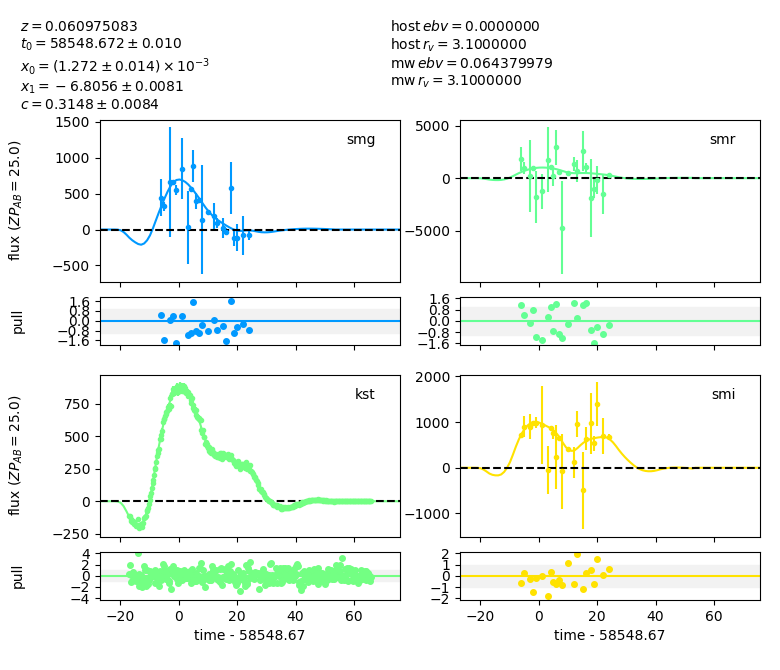 z = 0.060975083
t₀ = 58548.672 ± 0.010
x₀ = (1.272 ± 0.014) × 10⁻³
x₁ = −6.8056 ± 0.0081
c = 0.3148 ± 0.0084
host ebv = 0.0000000
host r_v = 3.1000000
mw ebv = 0.064379979
mw r_v = 3.1000000
smg
1500
1000
500
0
−500
flux (ZP_AB = 25.0)
smr
5000
0
−5000
1.6
0.8
0.0
−0.8
−1.6
pull
1.6
0.8
0.0
−0.8
−1.6
kst
750
500
250
0
−250
flux (ZP_AB = 25.0)
smi
2000
1000
0
−1000
4
2
0
−2
−4
pull
−20 0 20 40 60
time - 58548.67
2
1
0
−1
−2
−20 0 20 40 60
time - 58548.67